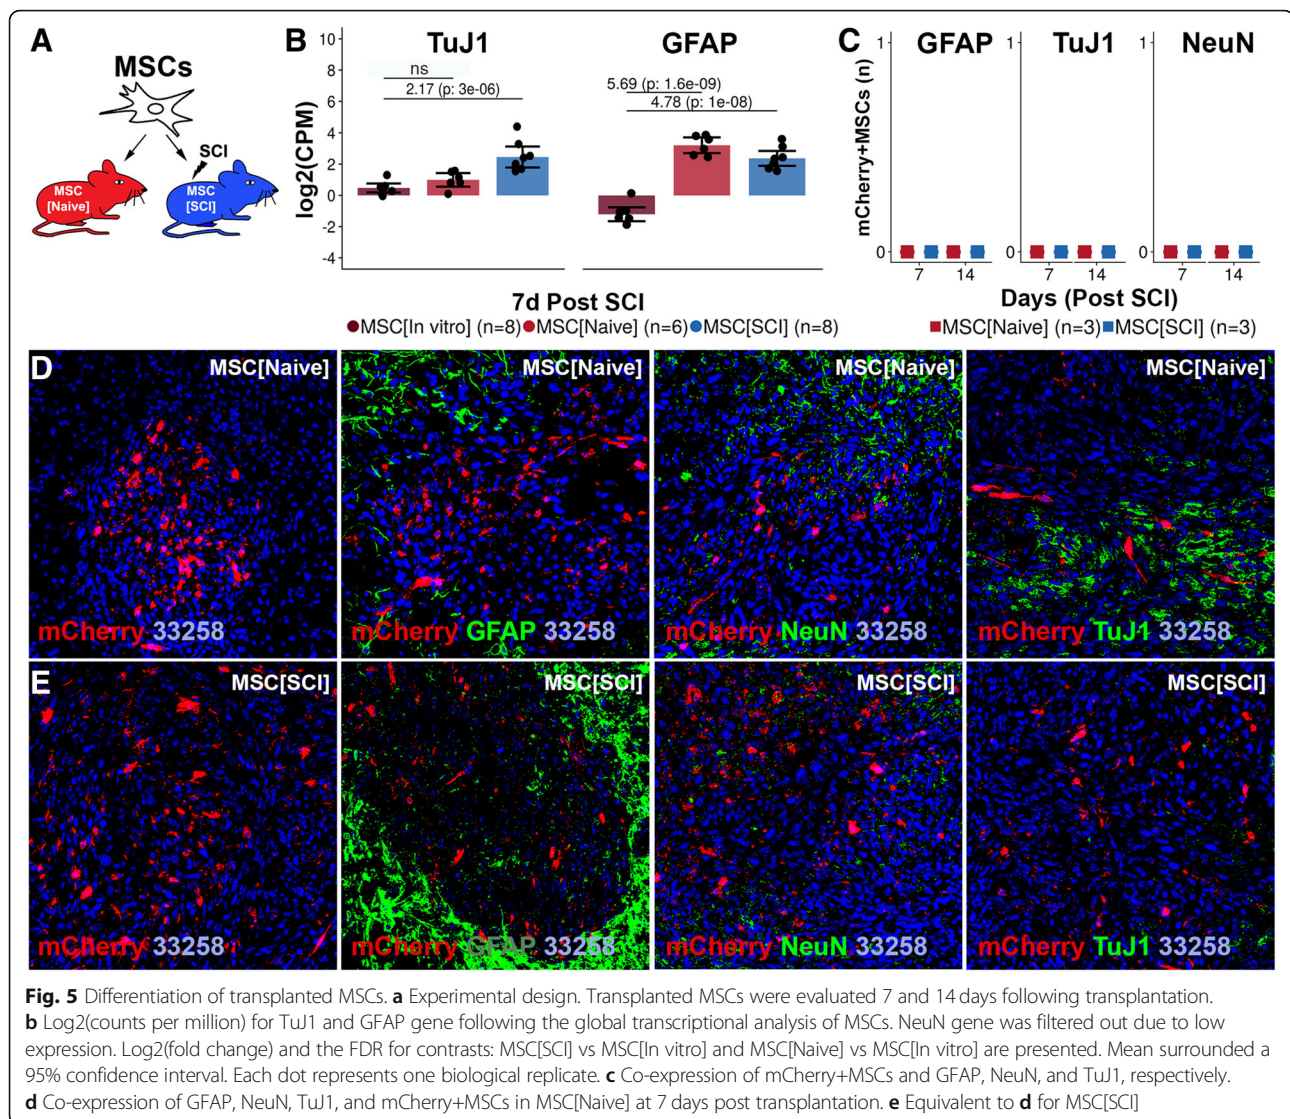 A
MSCs
SCI
MSC
[Naive]
MSC
[SCI]
B
TuJ1
GFAP
10
8
6
4
2
0
-2
-4
log2(CPM)
ns
2.17 (p: 3e-06)
5.69 (p: 1.6e-09)
4.78 (p: 1e-08)
7d Post SCI
MSC[In vitro] (n=8) MSC[Naive] (n=6) MSC[SCI] (n=8)
C
GFAP
TuJ1
NeuN
mCherry+MSCs (n)
1
0
1
0
1
0
7 14
7 14
7 14
Days (Post SCI)
MSC[Naive] (n=3) MSC[SCI] (n=3)
D
MSC[Naive]
mCherry 33258
MSC[Naive]
mCherry GFAP 33258
MSC[Naive]
mCherry NeuN 33258
MSC[Naive]
mCherry TuJ1 33258
E
MSC[SCI]
mCherry 33258
MSC[SCI]
mCherry GFAP 33258
MSC[SCI]
mCherry NeuN 33258
MSC[SCI]
mCherry TuJ1 33258
Fig. 5 Differentiation of transplanted MSCs. a Experimental design. Transplanted MSCs were evaluated 7 and 14 days following transplantation.
b Log2(counts per million) for TuJ1 and GFAP gene following the global transcriptional analysis of MSCs. NeuN gene was filtered out due to low
expression. Log2(fold change) and the FDR for contrasts: MSC[SCI] vs MSC[In vitro] and MSC[Naive] vs MSC[In vitro] are presented. Mean surrounded a
95% confidence interval. Each dot represents one biological replicate. c Co-expression of mCherry+MSCs and GFAP, NeuN, and TuJ1, respectively.
d Co-expression of GFAP, NeuN, TuJ1, and mCherry+MSCs in MSC[Naive] at 7 days post transplantation. e Equivalent to d for MSC[SCI]